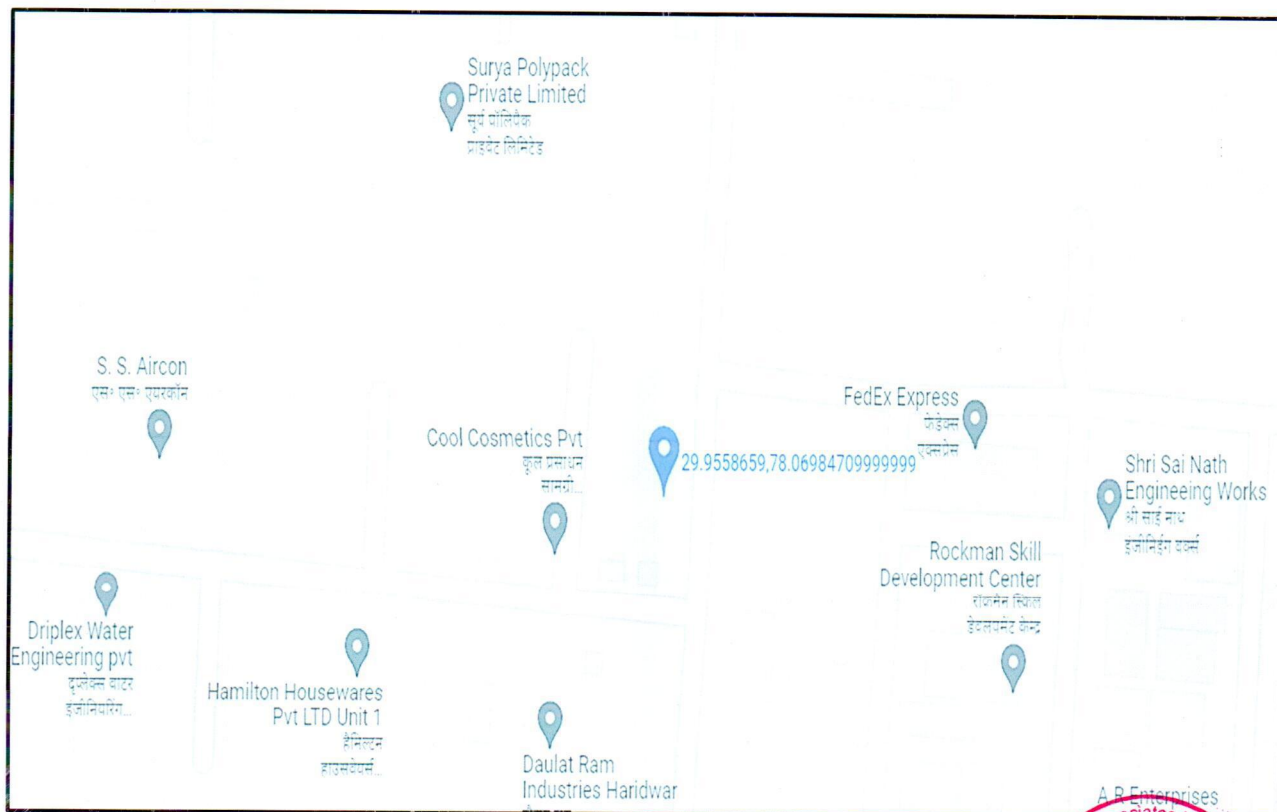 Surya Polypack
Private Limited
सूर्य पॉलिपैक
प्राइवेट लिमिटेड
S. S. Aircon
एस॰ एस॰ एयरकॉन
FedEx Express
फेडेक्स
एक्सप्रेस
Cool Cosmetics Pvt
कूल प्रसाधन
सामग्री...
29.9558659,78.06984709999999
Shri Sai Nath
Engineeing Works
श्री साई नाथ
इंजीनिईंग वर्क्स
Rockman Skill
Development Center
रॉकमैन स्किल
डेवलपमेंट केन्द्र
Driplex Water
Engineering pvt
दृप्लेक्स वाटर
इंजीनियरिंग...
Hamilton Housewares
Pvt LTD Unit 1
हैमिल्टन
हाउसवेयर्स...
Daulat Ram
Industries Haridwar
A R Enterprises